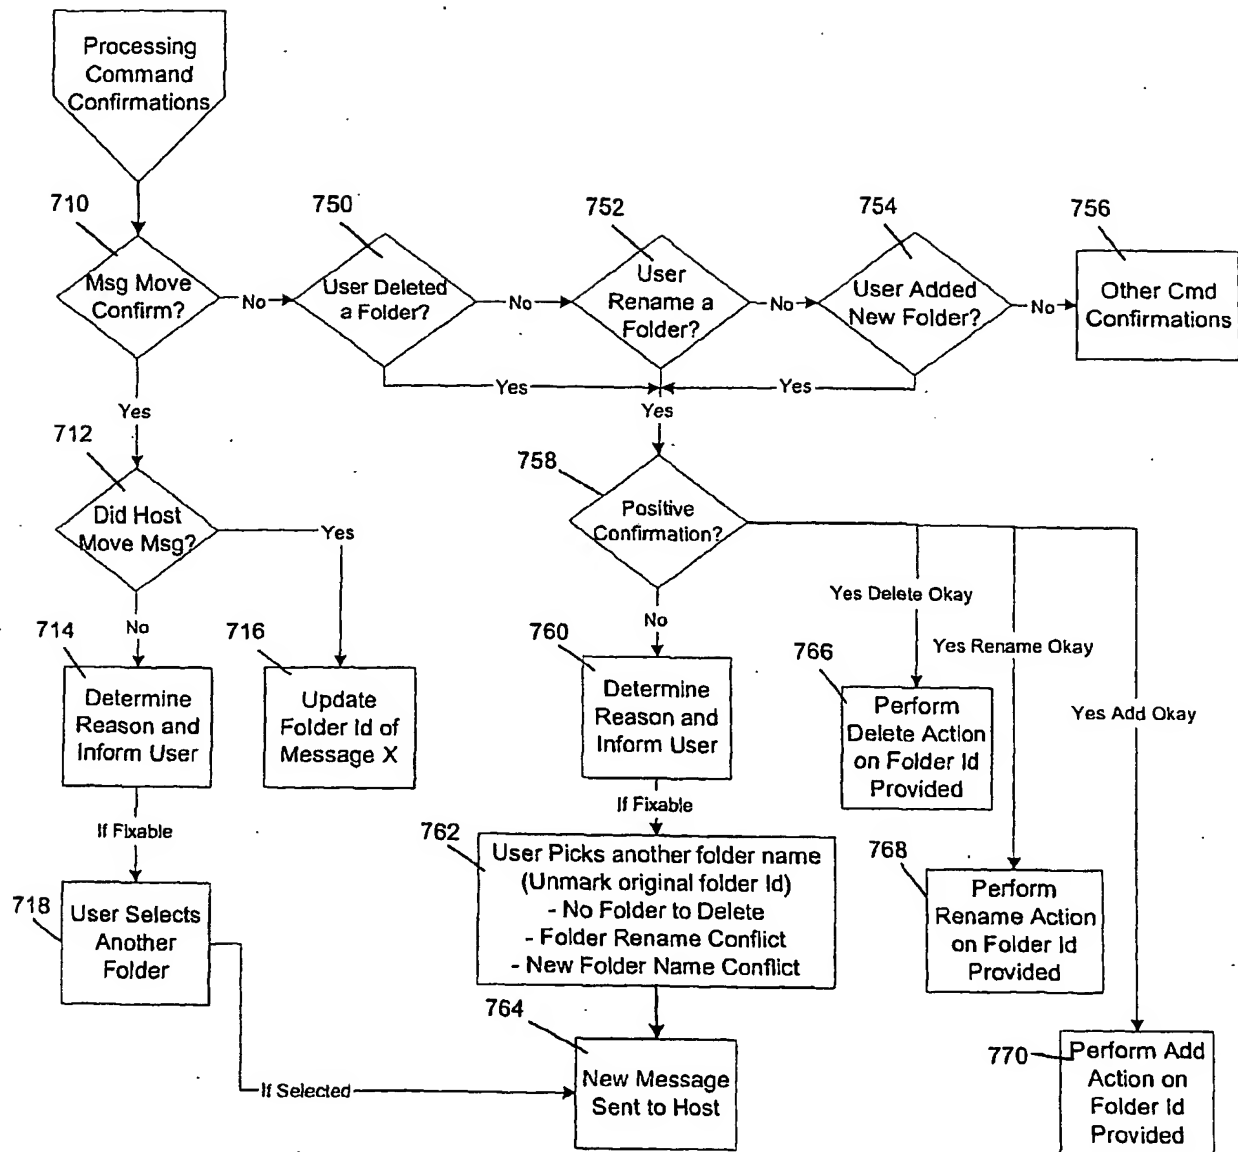 Processing
Command
Confirmations
710
750
752
754
756
Msg Move
Confirm?
No
User Deleted
a Folder?
No
User
Rename a
Folder?
No
User Added
New Folder?
No
Other Cmd
Confirmations
Yes
Yes
Yes
Yes
712
Did Host
Move Msg?
Yes
758
Positive
Confirmation?
No
No
Yes Delete Okay
Yes Rename Okay
Yes Add Okay
714
Determine
Reason and
Inform User
716
Update
Folder Id of
Message X
760
Determine
Reason and
Inform User
766
Perform
Delete Action
on Folder Id
Provided
If Fixable
If Fixable
718
User Selects
Another
Folder
762
User Picks another folder name
(Unmark original folder Id)
- No Folder to Delete
- Folder Rename Conflict
- New Folder Name Conflict
768
Perform
Rename Action
on Folder Id
Provided
If Selected
764
New Message
Sent to Host
770
Perform Add
Action on
Folder Id
Provided